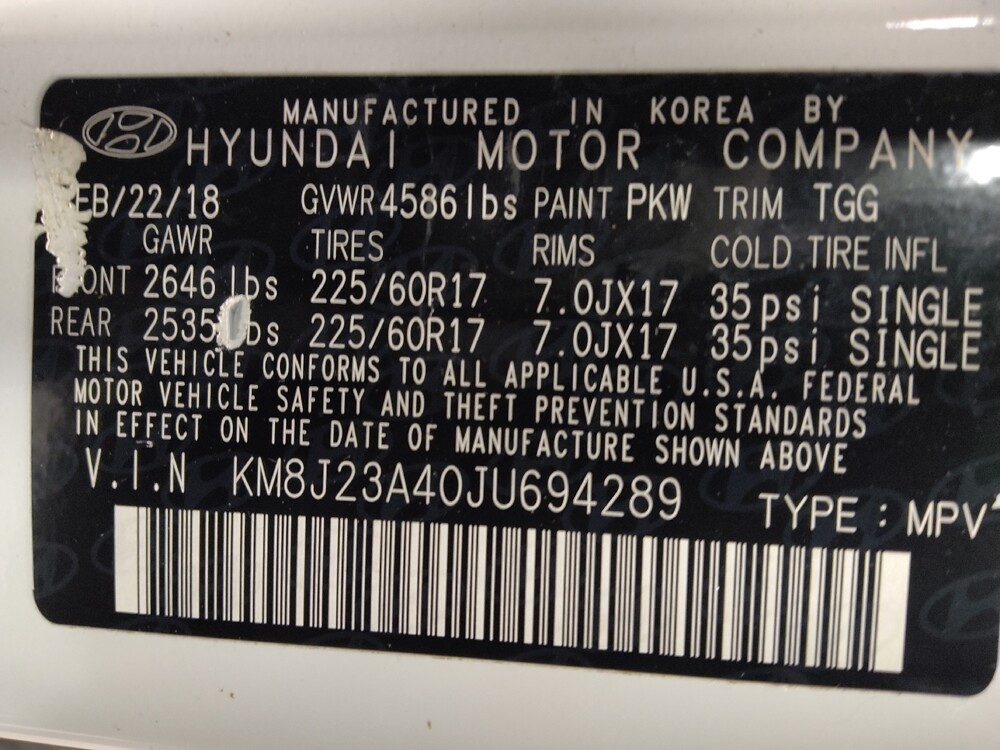 MANUFACTURED IN KOREA BY
HYUNDAI MOTOR COMPANY
EB/22/18 GVWR 4586 lbs PAINT PKW TRIM TGG
GAWR TIRES RIMS COLD TIRE INFL
FRONT 2646 lbs 225/60R17 7.0JX17 35psi SINGLE
REAR 2535 lbs 225/60R17 7.0JX17 35psi SINGLE
THIS VEHICLE CONFORMS TO ALL APPLICABLE U.S.A. FEDERAL
MOTOR VEHICLE SAFETY AND THEFT PREVENTION STANDARDS
IN EFFECT ON THE DATE OF MANUFACTURE SHOWN ABOVE
V.I.N KM8J23A40JU694289 TYPE : MPV